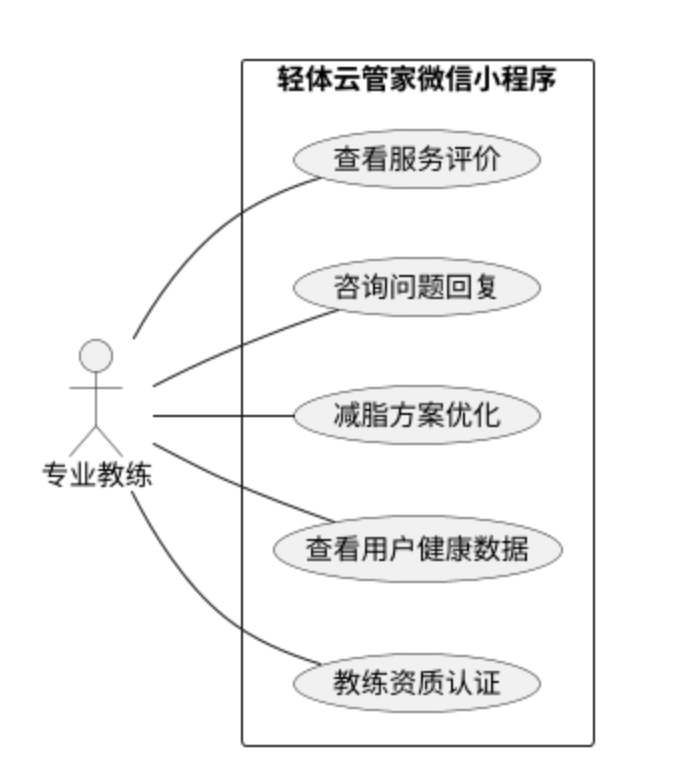 轻体云管家微信小程序
查看服务评价
咨询问题回复
减脂方案优化
专业教练
查看用户健康数据
教练资质认证